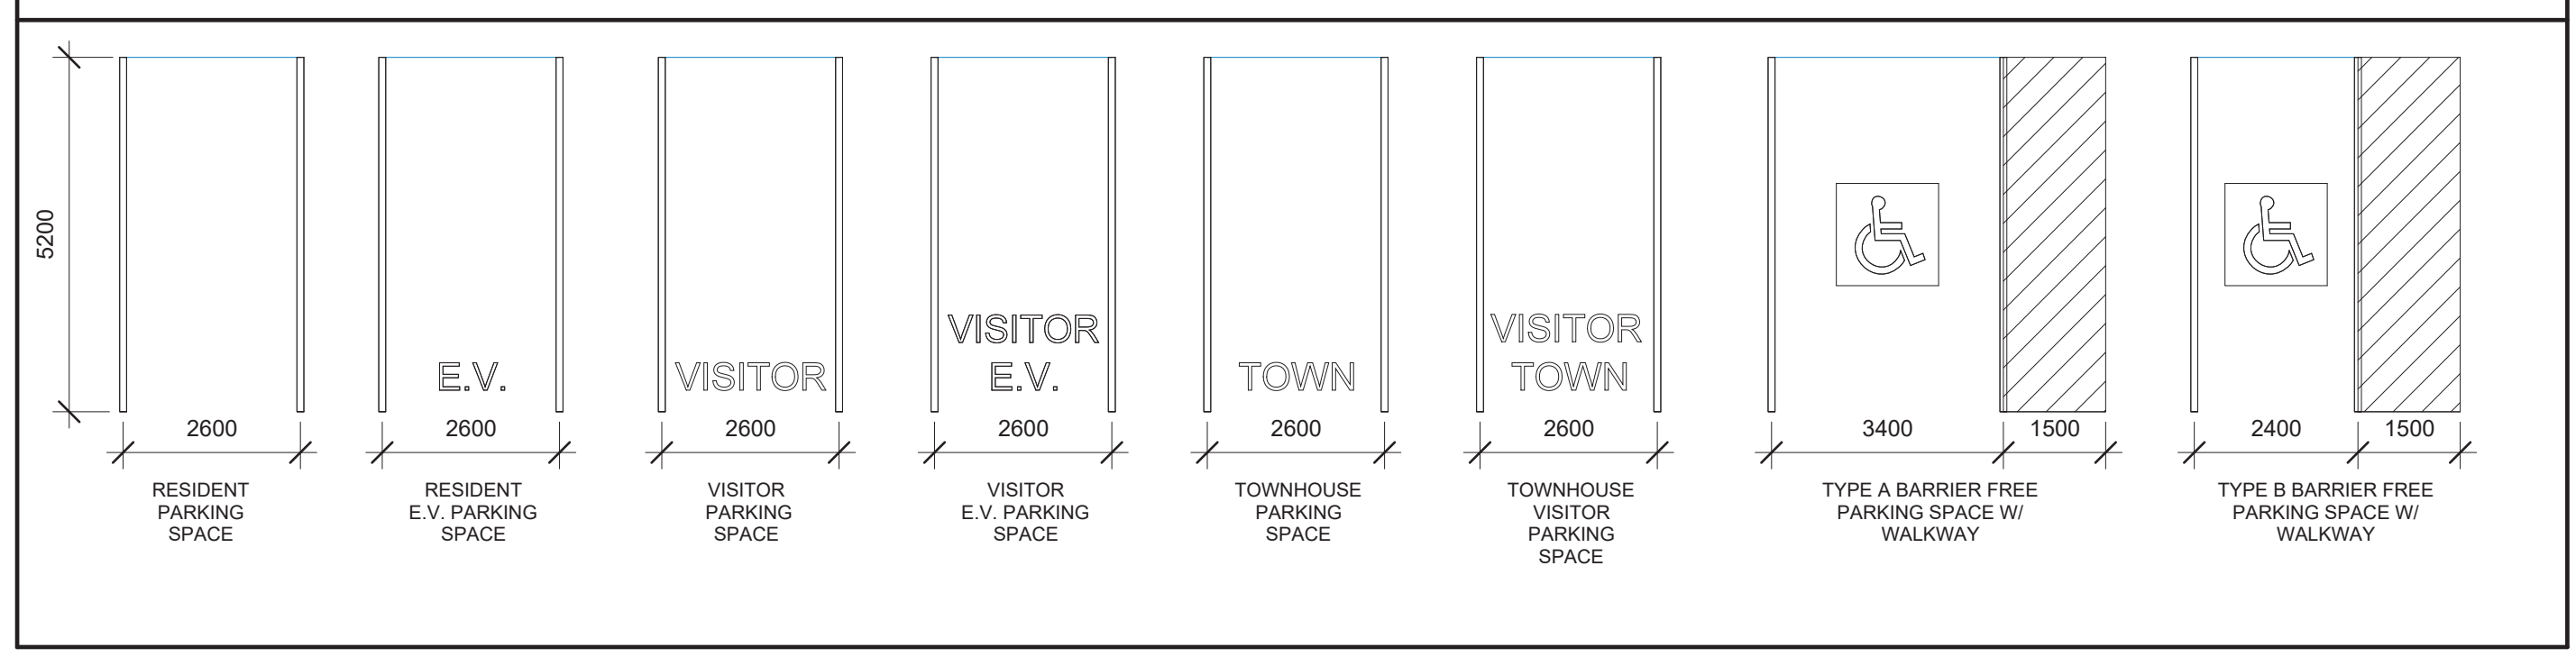 5200
E.V.
VISITOR
VISITOR
E.V.
TOWN
VISITOR
TOWN
2600
2600
2600
2600
2600
2600
3400
1500
2400
1500
RESIDENT
PARKING
SPACE
RESIDENT
E.V. PARKING
SPACE
VISITOR
PARKING
SPACE
VISITOR
E.V. PARKING
SPACE
TOWNHOUSE
PARKING
SPACE
TOWNHOUSE
VISITOR
PARKING
SPACE
TYPE A BARRIER FREE
PARKING SPACE W/
WALKWAY
TYPE B BARRIER FREE
PARKING SPACE W/
WALKWAY